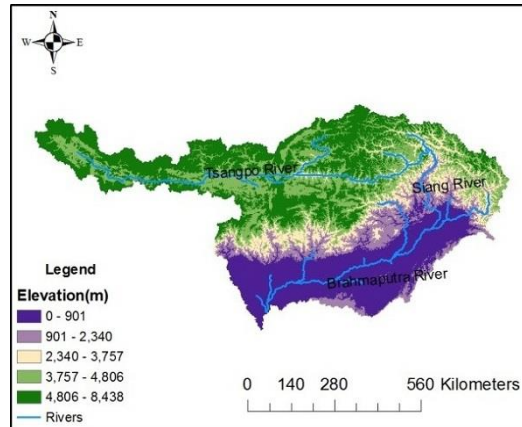 N
W E
S
Tsangpo River
Siang River
Brahmaputra River
Legend
Elevation(m)
0 - 901
901 - 2,340
2,340 - 3,757
3,757 - 4,806
4,806 - 8,438
Rivers
0 140 280 560 Kilometers